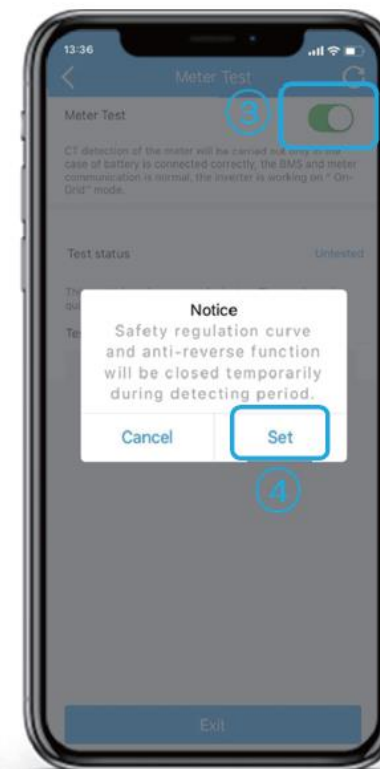 13:36
Meter Test
③
Meter Test
CT detection of the meter will be carried out only in the
case of battery is connected correctly, the BMS and meter
communication is normal, the inverter is working on " On-
Grid" mode.
Test status
Untested
Notice
Safety regulation curve
and anti-reverse function
will be closed temporarily
during detecting period.
Cancel
Set
④
Exit